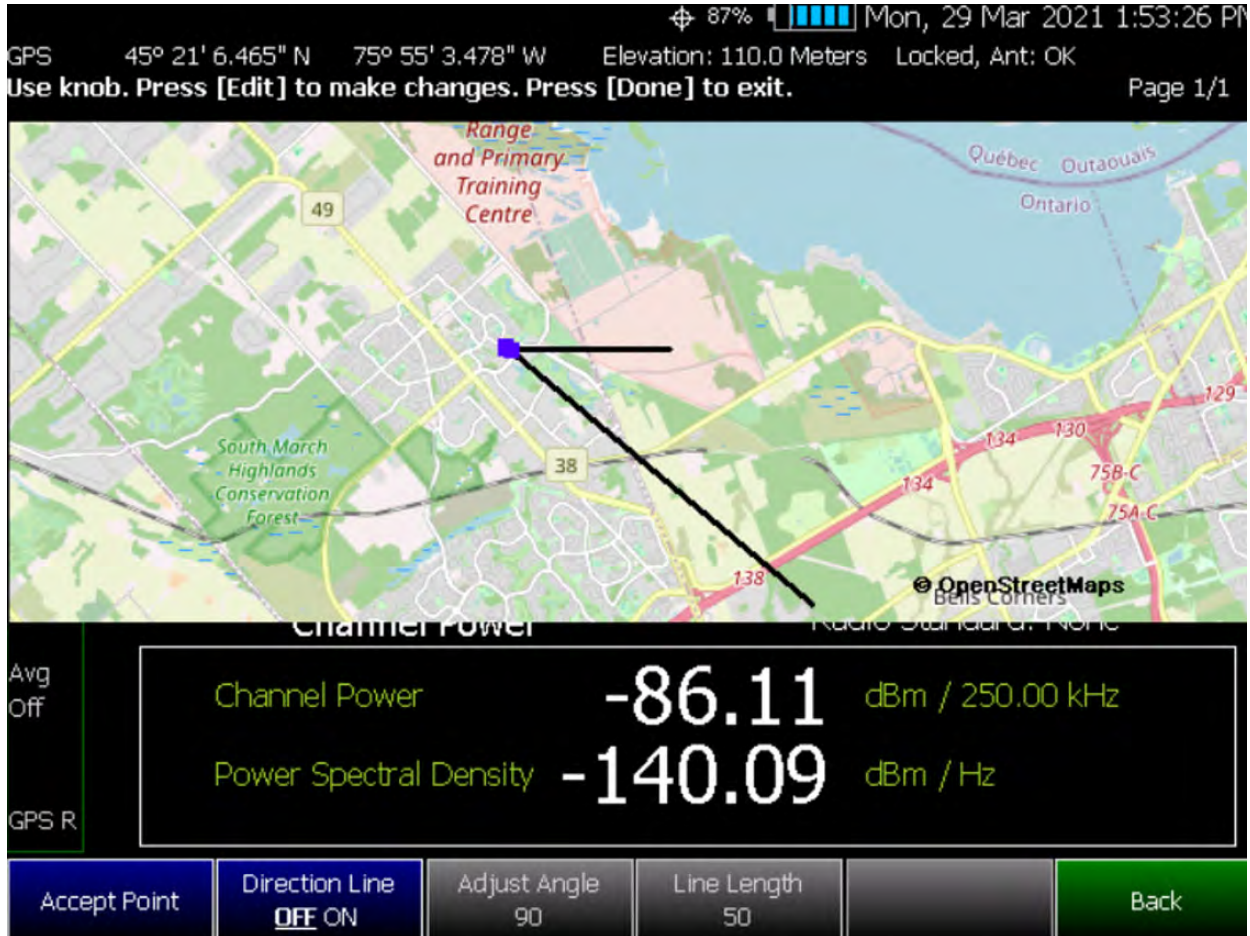 87% Mon, 29 Mar 2021 1:53:26 PM
GPS 45° 21' 6.465" N 75° 55' 3.478" W Elevation: 110.0 Meters Locked, Ant: OK
Use knob. Press [Edit] to make changes. Press [Done] to exit. Page 1/1
Range
and Primary
Training
Centre
Québec Outaouais
Ontario
49
129
134 130
South March
Highlands
Conservation
Forest
38
75B-C
134
75A-C
138
© OpenStreetMaps
Bells Corners
Channel Power Radio Standard: None
Avg
Off
Channel Power -86.11 dBm / 250.00 kHz
Power Spectral Density -140.09 dBm / Hz
GPS R
Accept Point
Direction Line
OFF ON
Adjust Angle
90
Line Length
50
Back